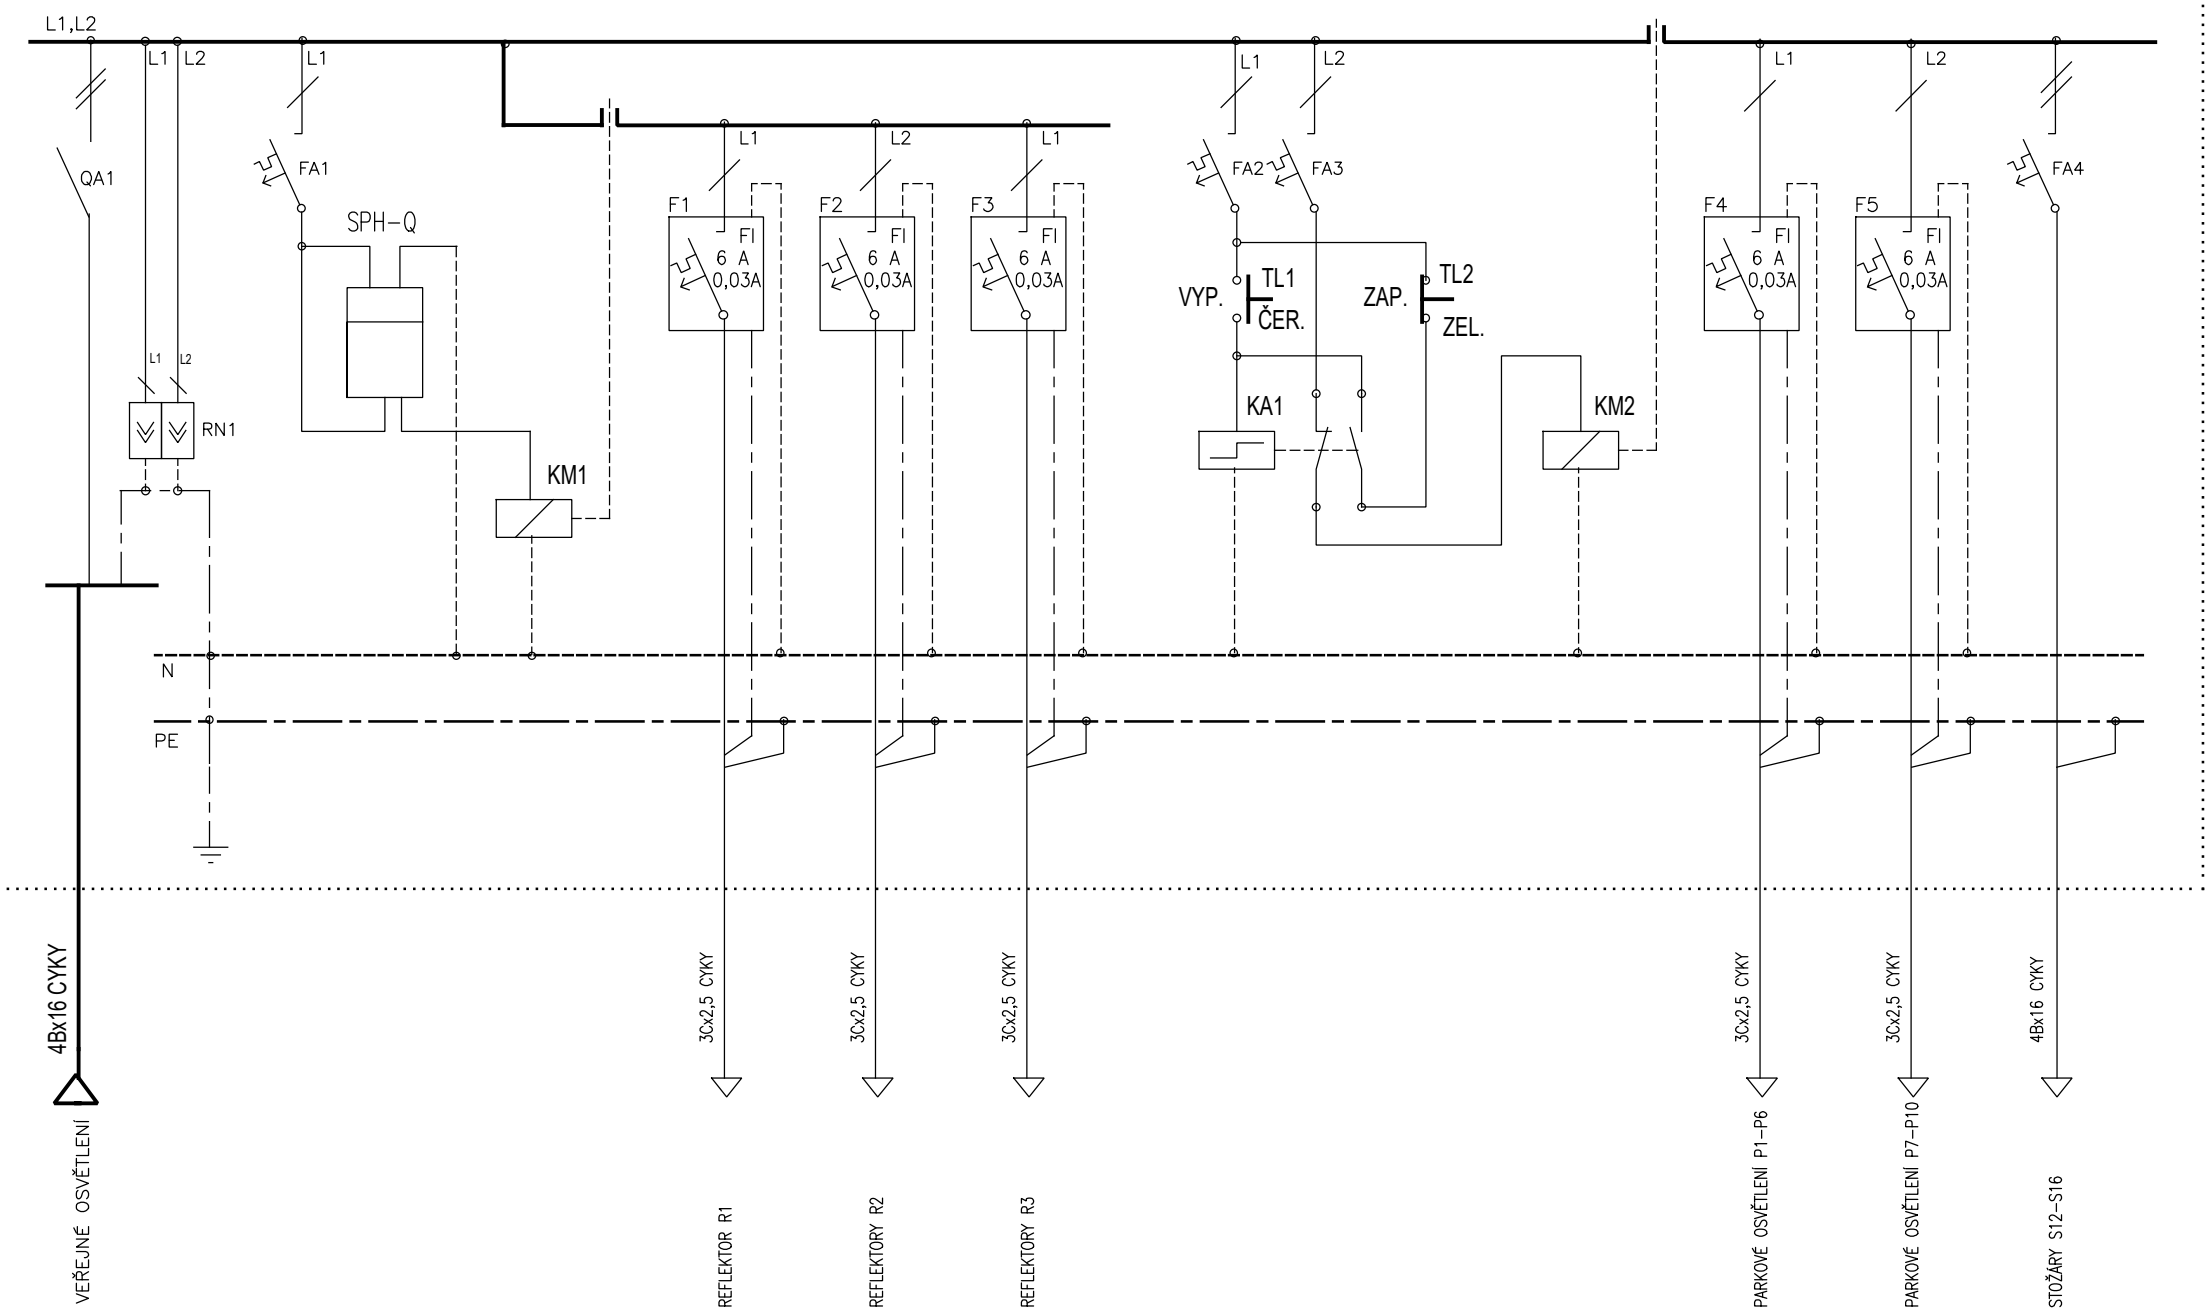 L1,L2
L1
L2
L1
L1
L2
L1
L2
L1
L2
L1
QA1
FA1
FA2
FA3
FA4
F1
F2
F3
F4
F5
SPH-Q
FI
6 A
0,03A
FI
6 A
0,03A
FI
6 A
0,03A
FI
6 A
0,03A
FI
6 A
0,03A
VYP.
TL1
ČER.
ZAP.
TL2
ZEL.
L1
L2
RN1
KA1
KM2
KM1
N
PE
4Bx16 CYKY
3Cx2,5 CYKY
3Cx2,5 CYKY
3Cx2,5 CYKY
3Cx2,5 CYKY
3Cx2,5 CYKY
4Bx16 CYKY
VEŘEJNÉ OSVĚTLENÍ
REFLEKTOR R1
REFLEKTORY R2
REFLEKTORY R3
PARKOVÉ OSVĚTLENÍ P1-P6
PARKOVÉ OSVĚTLENÍ P7-P10
STOŽÁRY S12-S16